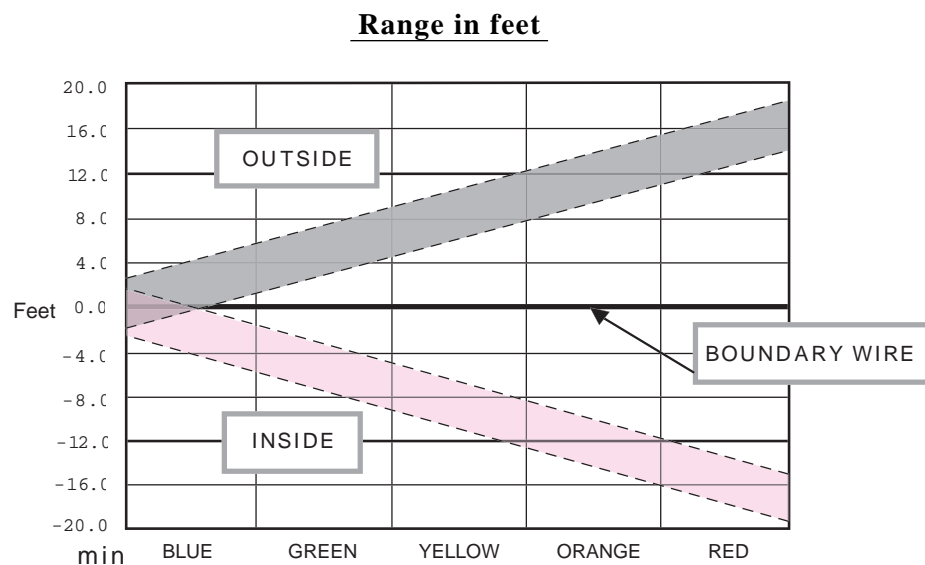 Range in feet
20.0
16.0
OUTSIDE
12.0
8.0
4.0
Feet 0.0
BOUNDARY WIRE
-4.0
-8.0
INSIDE
-12.0
-16.0
-20.0
min BLUE GREEN YELLOW ORANGE RED